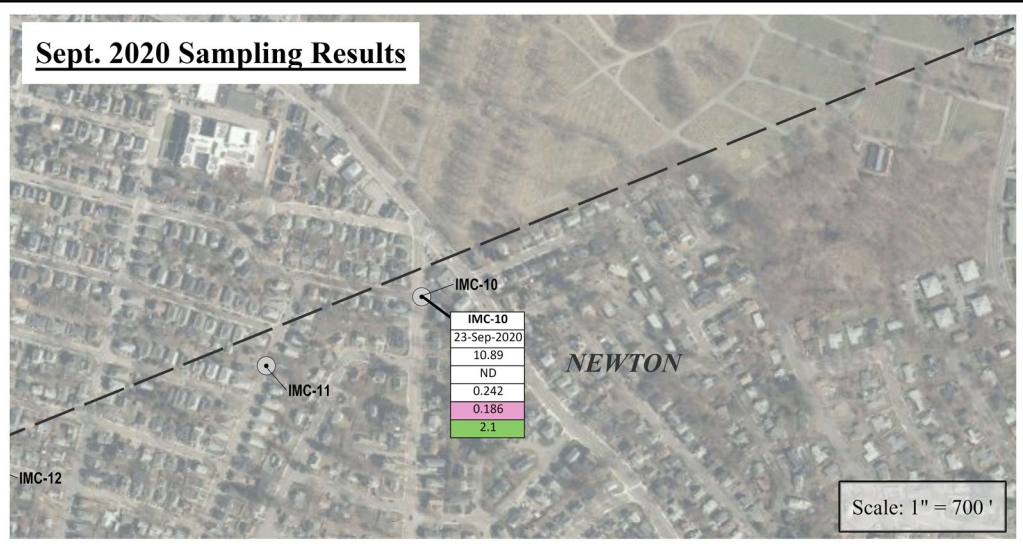 Sept. 2020 Sampling Results
IMC-10
IMC-10
23-Sep-2020
10.89
ND
0.242
0.186
2.1
NEWTON
IMC-11
IMC-12
Scale: 1" = 700 '